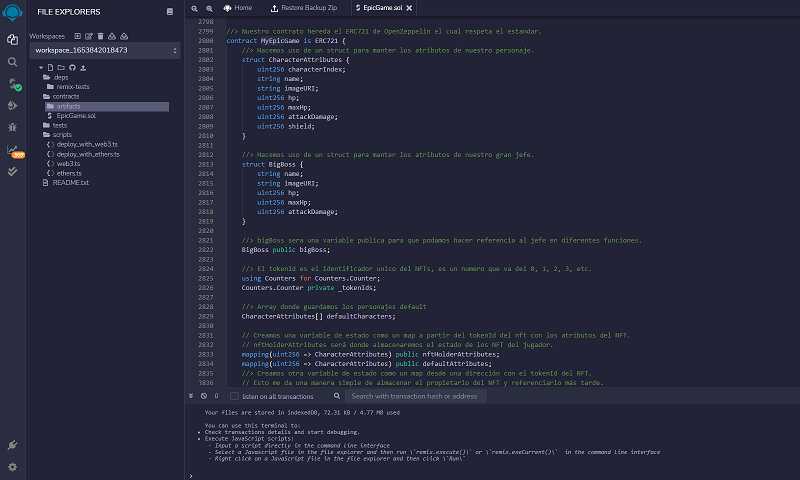 FILE EXPLORERS
Home
Restore Backup Zip
EpicGame.sol
Workspaces
workspace_1653842018473
.deps
remix-tests
contracts
artifacts
EpicGame.sol
tests
scripts
deploy_with_web3.ts
deploy_with_ethers.ts
web3.ts
ethers.ts
README.txt
2798
2799 //> Nuestro contrato hereda el ERC721 de OpenZeppelin el cual respeta el estandar.
2800 contract MyEpicGame is ERC721 {
2801 //> Hacemos uso de un struct para manter los atributos de nuestro personaje.
2802 struct CharacterAttributes {
2803 uint256 characterIndex;
2804 string name;
2805 string imageURI;
2806 uint256 hp;
2807 uint256 maxHp;
2808 uint256 attackDamage;
2809 uint256 shield;
2810 }
2811
2812 //> Hacemos uso de un struct para manter los atributos de nuestro gran jefe.
2813 struct BigBoss {
2814 string name;
2815 string imageURI;
2816 uint256 hp;
2817 uint256 maxHp;
2818 uint256 attackDamage;
2819 }
2820
2821 //> bigBoss sera una variable publica para que podamos hacer referencia al jefe en diferentes funciones.
2822 BigBoss public bigBoss;
2823
2824 //> El tokenId es el identificador unico del NFTs, es un numero que va del 0, 1, 2, 3, etc.
2825 using Counters for Counters.Counter;
2826 Counters.Counter private _tokenIds;
2827
2828 //> Array donde guardamos los personajes default
2829 CharacterAttributes[] defaultCharacters;
2830
2831 // Creamos una variable de estado como un map a partir del tokenId del nft con los atributos del NFT.
2832 // nftHolderAttributes será donde almacenaremos el estado de los NFT del jugador.
2833 mapping(uint256 => CharacterAttributes) public nftHolderAttributes;
2834 mapping(uint256 => CharacterAttributes) public defaultAttributes;
2835 //> Creamos otra variable de estado como un map desde una dirección con el tokenId del NFT.
2836 // Esto me da una manera simple de almacenar el propietario del NFT y referenciarlo más tarde.
0
listen on all transactions
Search with transaction hash or address
Your files are stored in indexedDB, 72.31 KB / 4.77 MB used
You can use this terminal to:
• Check transactions details and start debugging.
• Execute JavaScript scripts:
- Input a script directly in the command line interface
- Select a Javascript file in the file explorer and then run \`remix.execute()\` or \`remix.exeCurrent()\` in the command line interface
- Right click on a JavaScript file in the file explorer and then click \`Run\`
>